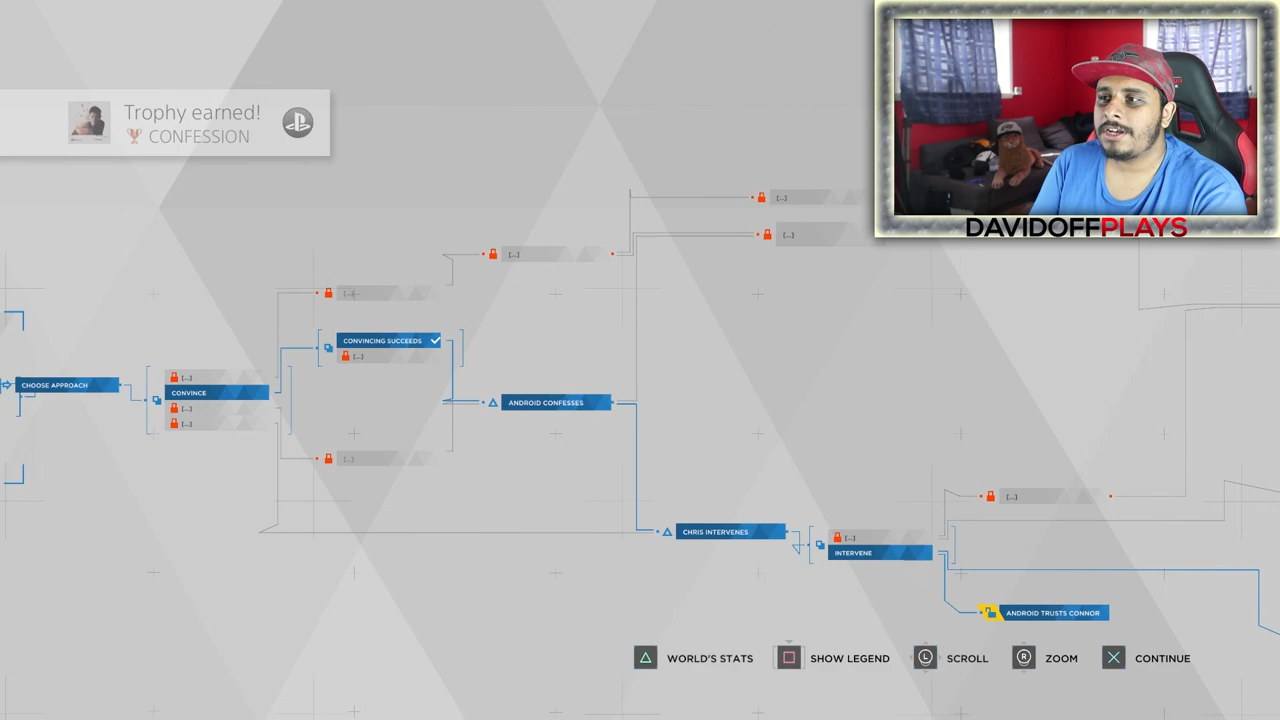 Trophy earned!
CONFESSION
DAVIDOFFPLAYS
[...]
[...]
[...]
[...]
CONVINCING SUCCEEDS
[...]
CHOOSE APPROACH
[...]
CONVINCE
[...]
[...]
ANDROID CONFESSES
[...]
[...]
CHRIS INTERVENES
[...]
INTERVENE
ANDROID TRUSTS CONNOR
WORLD'S STATS
SHOW LEGEND
L
SCROLL
R
ZOOM
CONTINUE